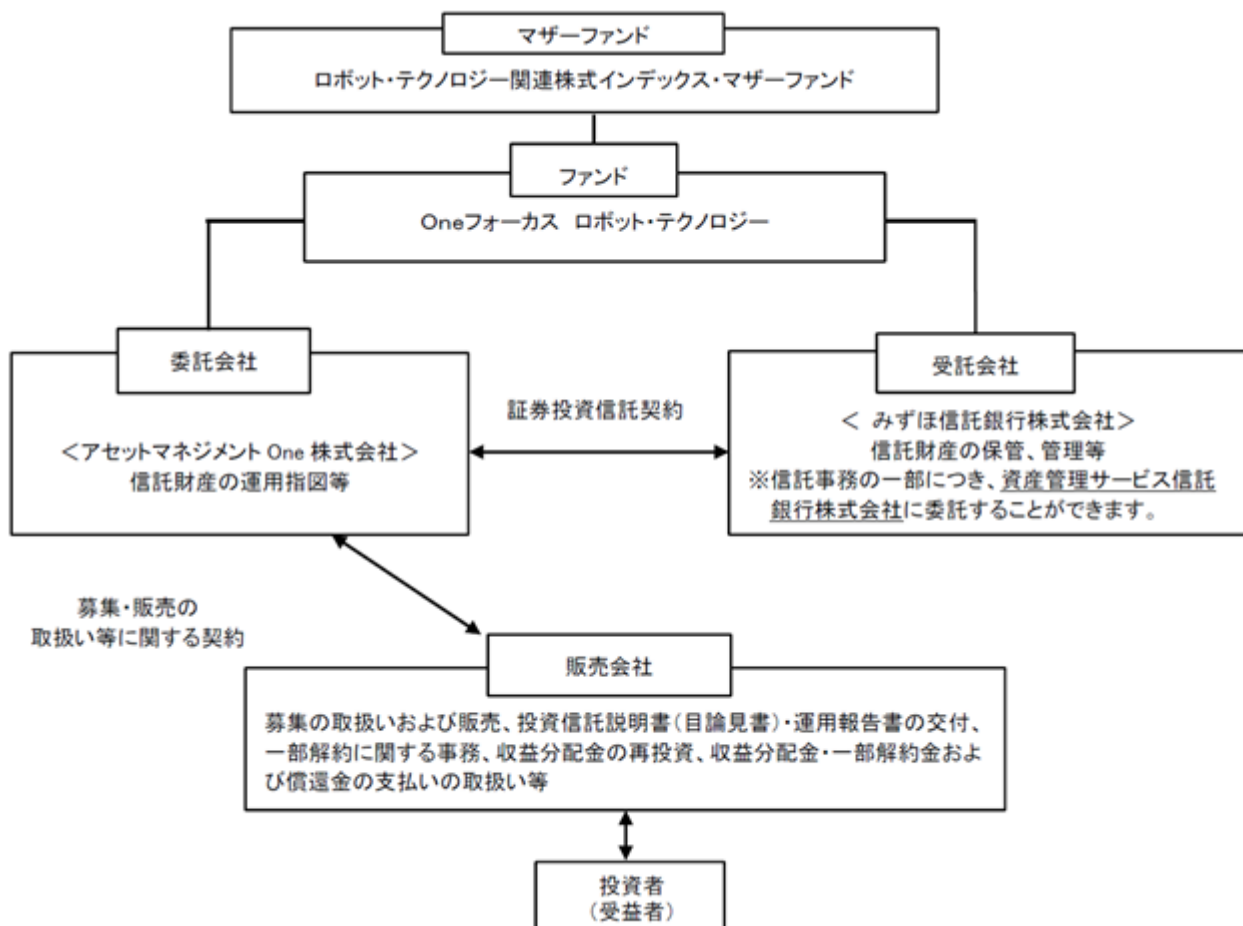 マザーファンド
ロボット・テクノロジー関連株式インデックス・マザーファンド
ファンド
Oneフォーカス ロボット・テクノロジー
委託会社
<アセットマネジメント One 株式会社>
信託財産の運用指図等
証券投資信託契約
受託会社
< みずほ信託銀行株式会社>
信託財産の保管、管理等
※信託事務の一部につき、資産管理サービス信託
銀行株式会社に委託することができます。
募集・販売の
取扱い等に関する契約
販売会社
募集の取扱いおよび販売、投資信託説明書(目論見書)・運用報告書の交付、
一部解約に関する事務、収益分配金の再投資、収益分配金・一部解約金およ
び償還金の支払いの取扱い等
投資者
(受益者)